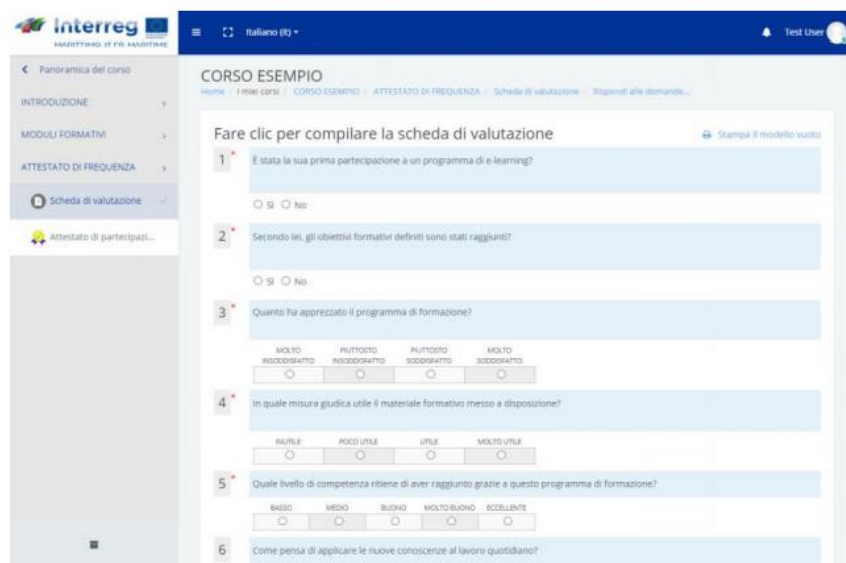 Interreg
MARITTIMO-IT FR-MARITIME
Italiano (it)
Test User
Panoramica del corso
INTRODUZIONE
MODULI FORMATIVI
ATTESTATO DI FREQUENZA
Scheda di valutazione
Attestato di partecipazi...
CORSO ESEMPIO
Home / I miei corsi / CORSO ESEMPIO / ATTESTATO DI FREQUENZA / Scheda di valutazione / Rispondi alle domande...
Fare clic per compilare la scheda di valutazione
Stampa il modello vuoto
1 * È stata la sua prima partecipazione a un programma di e-learning?
Sì No
2 * Secondo lei, gli obiettivi formativi definiti sono stati raggiunti?
Sì No
3 * Quanto ha apprezzato il programma di formazione?
MOLTO INSODDISFATTO PIUTTOSTO INSODDISFATTO PIUTTOSTO SODDISFATTO MOLTO SODDISFATTO
4 * In quale misura giudica utile il materiale formativo messo a disposizione?
INUTILE POCO UTILE UTILE MOLTO UTILE
5 * Quale livello di competenza ritiene di aver raggiunto grazie a questo programma di formazione?
BASSO MEDIO BUONO MOLTO BUONO ECCELLENTE
6 Come pensa di applicare le nuove conoscenze al lavoro quotidiano?